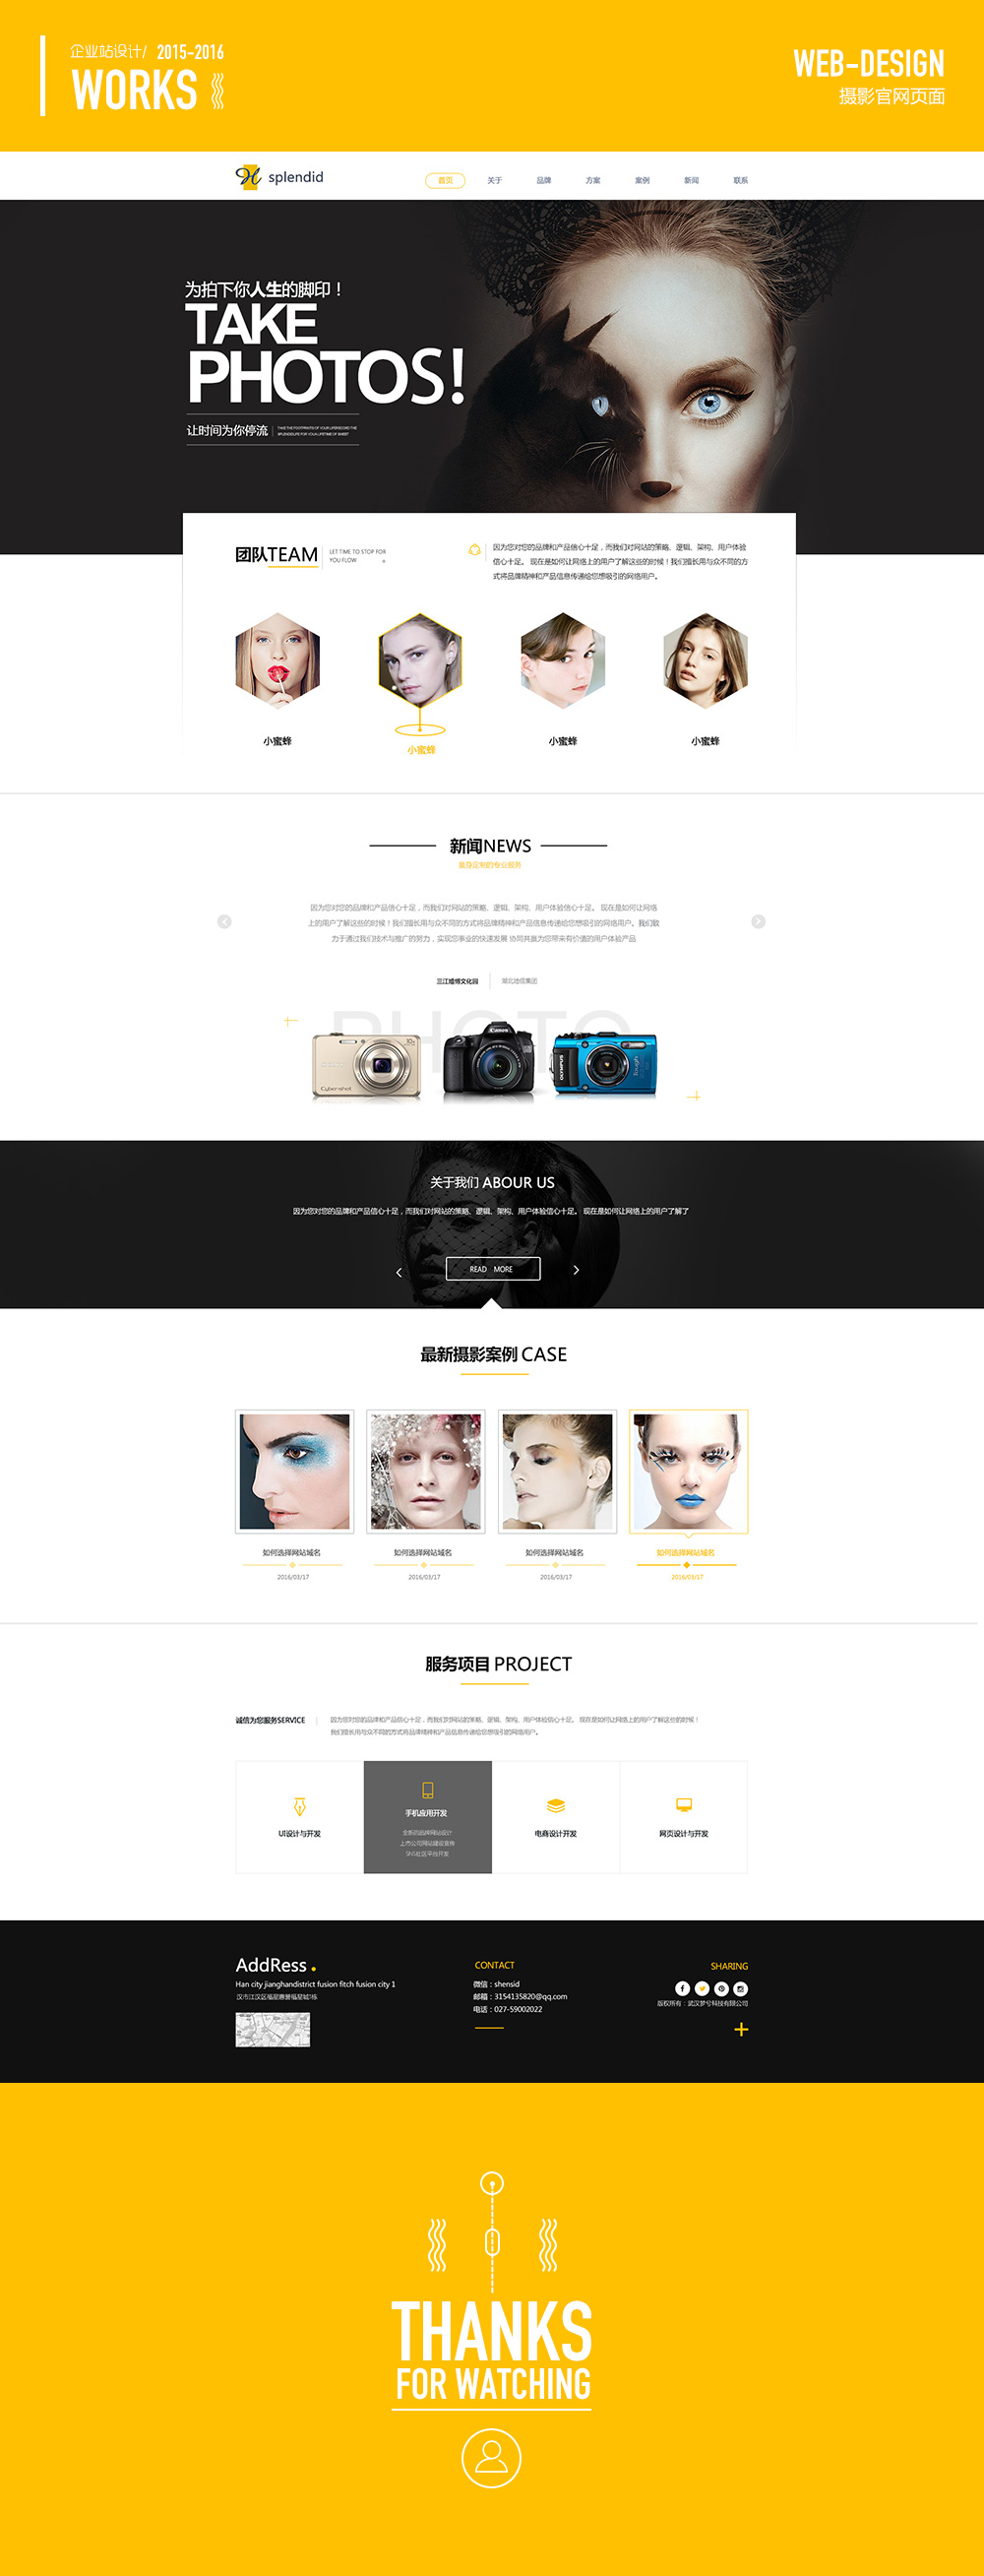 企业站设计/ 2015-2016
WORKS
WEB-DESIGN
摄影官网页面
splendid
首页 关于 品牌 方案 案例 新闻 联系
为拍下你人生的脚印！
TAKE
PHOTOS!
让时间为你停流
团队TEAM
LET TIME TO STOP FOR
YOU FLOW
因为您对您的品牌和产品信心十足，而我们对网站的策略、逻辑、架构、用户体验
信心十足。 现在是如何让网络上的用户了解这些的时候！我们擅长用与众不同的方
式将品牌精神和产品信息传递给您想吸引的网络用户。
小蜜蜂 小蜜蜂 小蜜蜂 小蜜蜂
新闻NEWS
量身定制的专业服务
因为您对您的品牌和产品信心十足，而我们对网站的策略、逻辑、架构、用户体验信心十足。 现在是如何让网络
上的用户了解这些的时候！我们擅长用与众不同的方式将品牌精神和产品信息传递给您想吸引的网络用户。我们致
力于通过我们技术与推广的努力，实现您事业的快速发展 协同共赢为您带来有价值的用户体验产品
PHOTO
Cyber-shot
10x
Canon
OLYMPUS
Tough
关于我们 ABOUR US
因为您对您的品牌和产品信心十足，而我们对网站的策略、逻辑、架构、用户体验信心十足。 现在是如何让网络上的用户了解了
READ MORE
最新摄影案例 CASE
如何选择网站域名 如何选择网站域名 如何选择网站域名 如何选择网站域名
2016/03/17 2016/03/17 2016/03/17 2016/03/17
服务项目 PROJECT
诚信为您服务SERVICE
因为您对您的品牌和产品信心十足，而我们对网站的策略、逻辑、架构、用户体验信心十足。 现在是如何让网络上的用户了解这些的时候！
我们擅长用与众不同的方式将品牌精神和产品信息传递给您想吸引的网络用户。
UI设计与开发
手机应用开发
全新的品牌网站设计
上市公司网站建设宣传
SNS社区平台开发
电商设计开发
网页设计与开发
AddRess
Han city jianghandistrict fusion fitch fusion city 1
汉市江汉区福星惠誉福星城1栋
CONTACT
微信：shensid
邮箱：3154135820@qq.com
电话：027-59002022
SHARING
版权所有：武汉梦兮科技有限公司
THANKS
FOR WATCHING